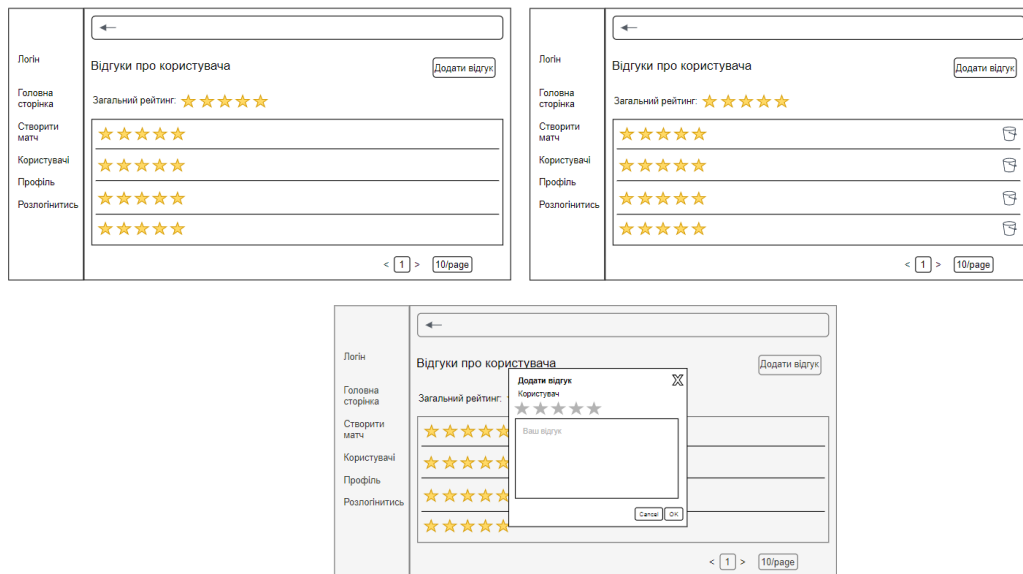 Логін
Головна
сторінка
Створити
матч
Користувачі
Профіль
Розлогінитись
Відгуки про користувача
Додати відгук
Загальний рейтинг:
< 1 >
10/page
Логін
Головна
сторінка
Створити
матч
Користувачі
Профіль
Розлогінитись
Відгуки про користувача
Додати відгук
Загальний рейтинг:
< 1 >
10/page
Логін
Головна
сторінка
Створити
матч
Користувачі
Профіль
Розлогінитись
Відгуки про користувача
Додати відгук
Загальний рейтинг:
Додати відгук
X
Користувач
Ваш відгук
Cancel
OK
< 1 >
10/page